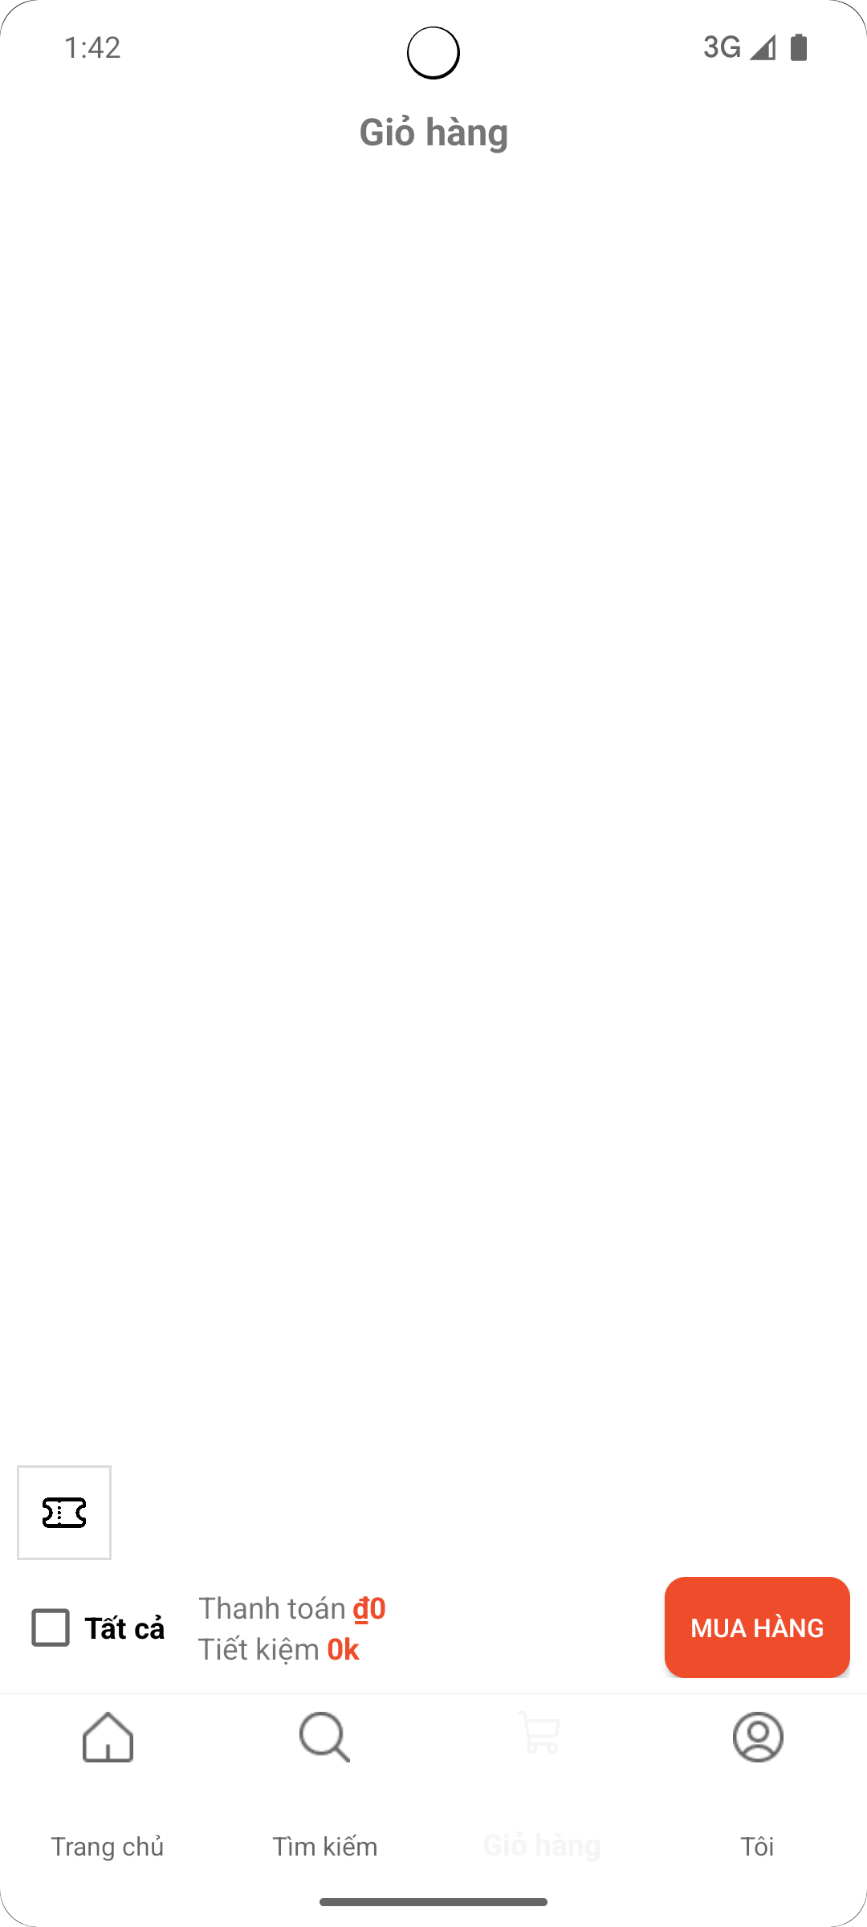 1:42
3G
Giỏ hàng
Tất cả
Thanh toán ₫0
Tiết kiệm 0k
MUA HÀNG
Trang chủ
Tìm kiếm
Giỏ hàng
Tôi